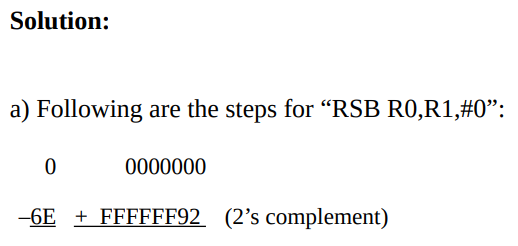 Solution:
a) Following are the steps for “RSB R0,R1,#0”:
0 0000000
–6E + FFFFFF92 (2’s complement)